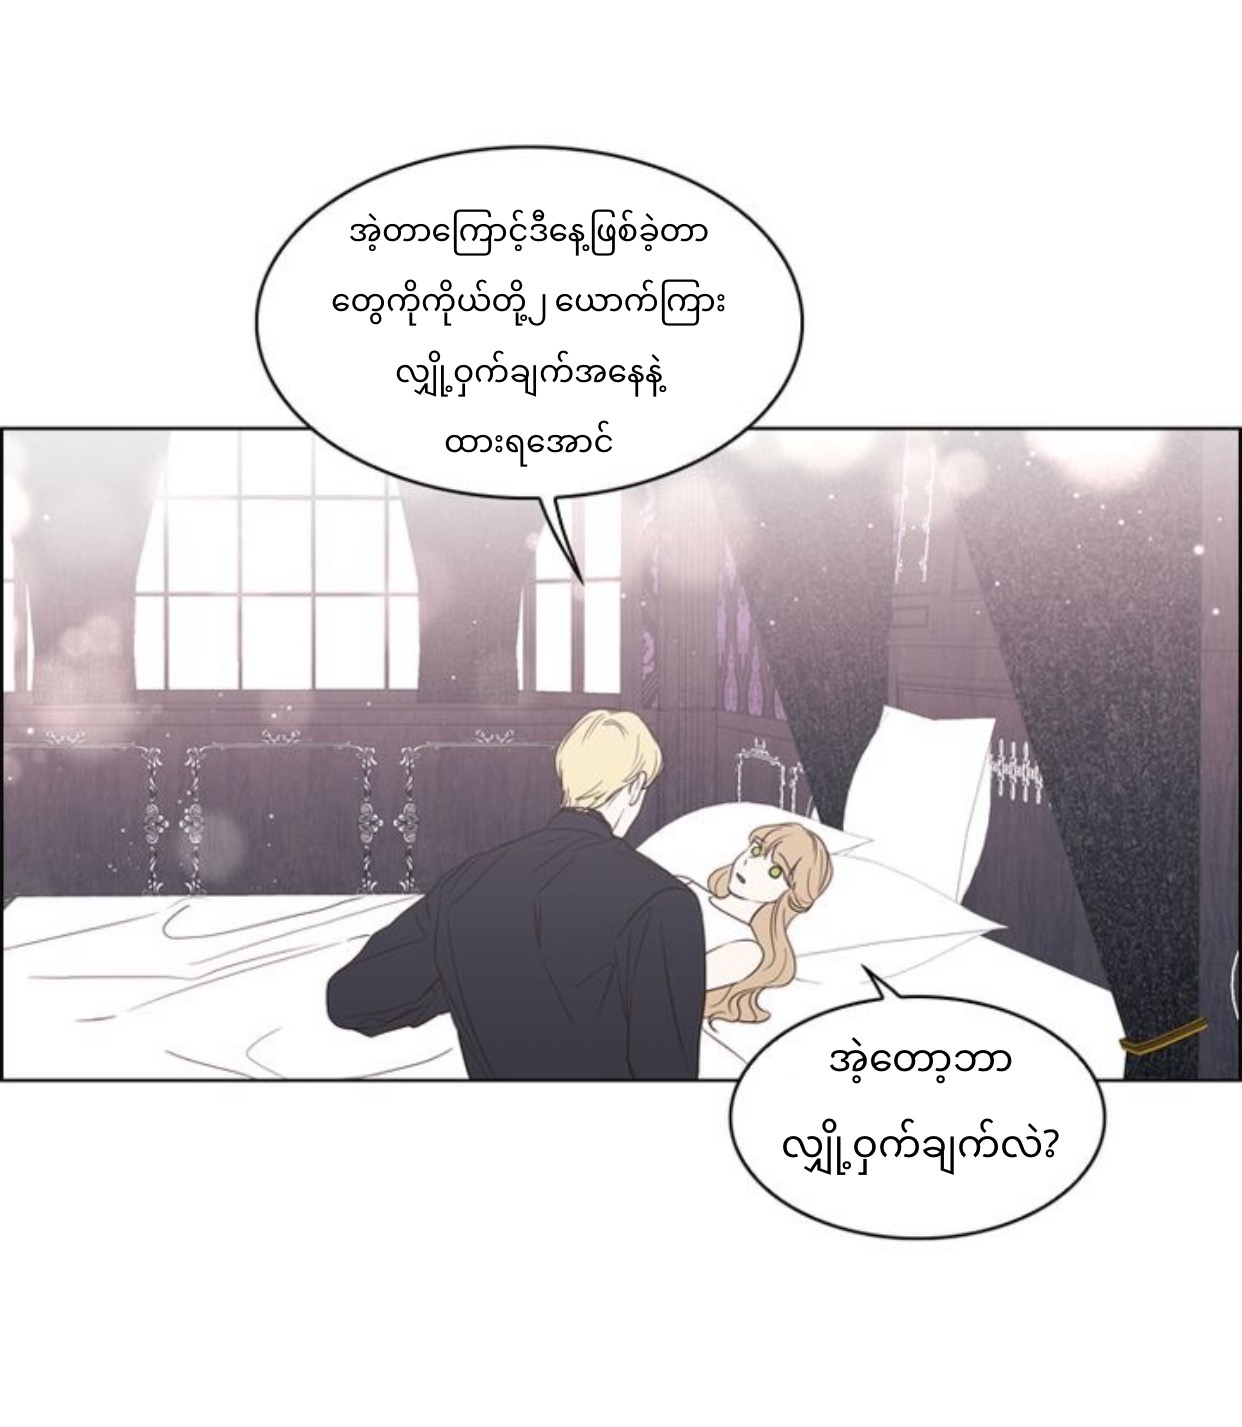 အဲ့တာကြောင့်ဒီနေ့ဖြစ်ခဲ့တာ
တွေကိုကိုယ်တို့၂ ယောက်ကြား
လျှို့ဝှက်ချက်အနေနဲ့
ထားရအောင်
အဲ့တော့ဘာ
လျှို့ဝှက်ချက်လဲ?